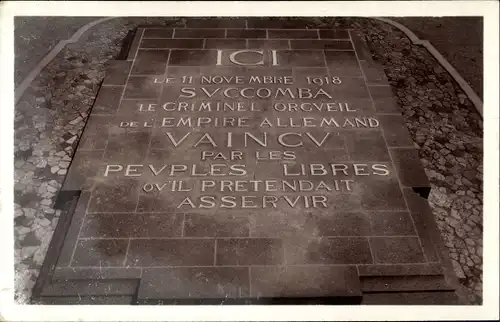 ICI
LE 11 NOVEMBRE 1918
SVCCOMBA
LE CRIMINEL ORGVEIL
DE L'EMPIRE ALLEMAND
VAINCV
PAR LES
PEVPLES LIBRES
QV'IL PRETENDAIT
ASSERVIR